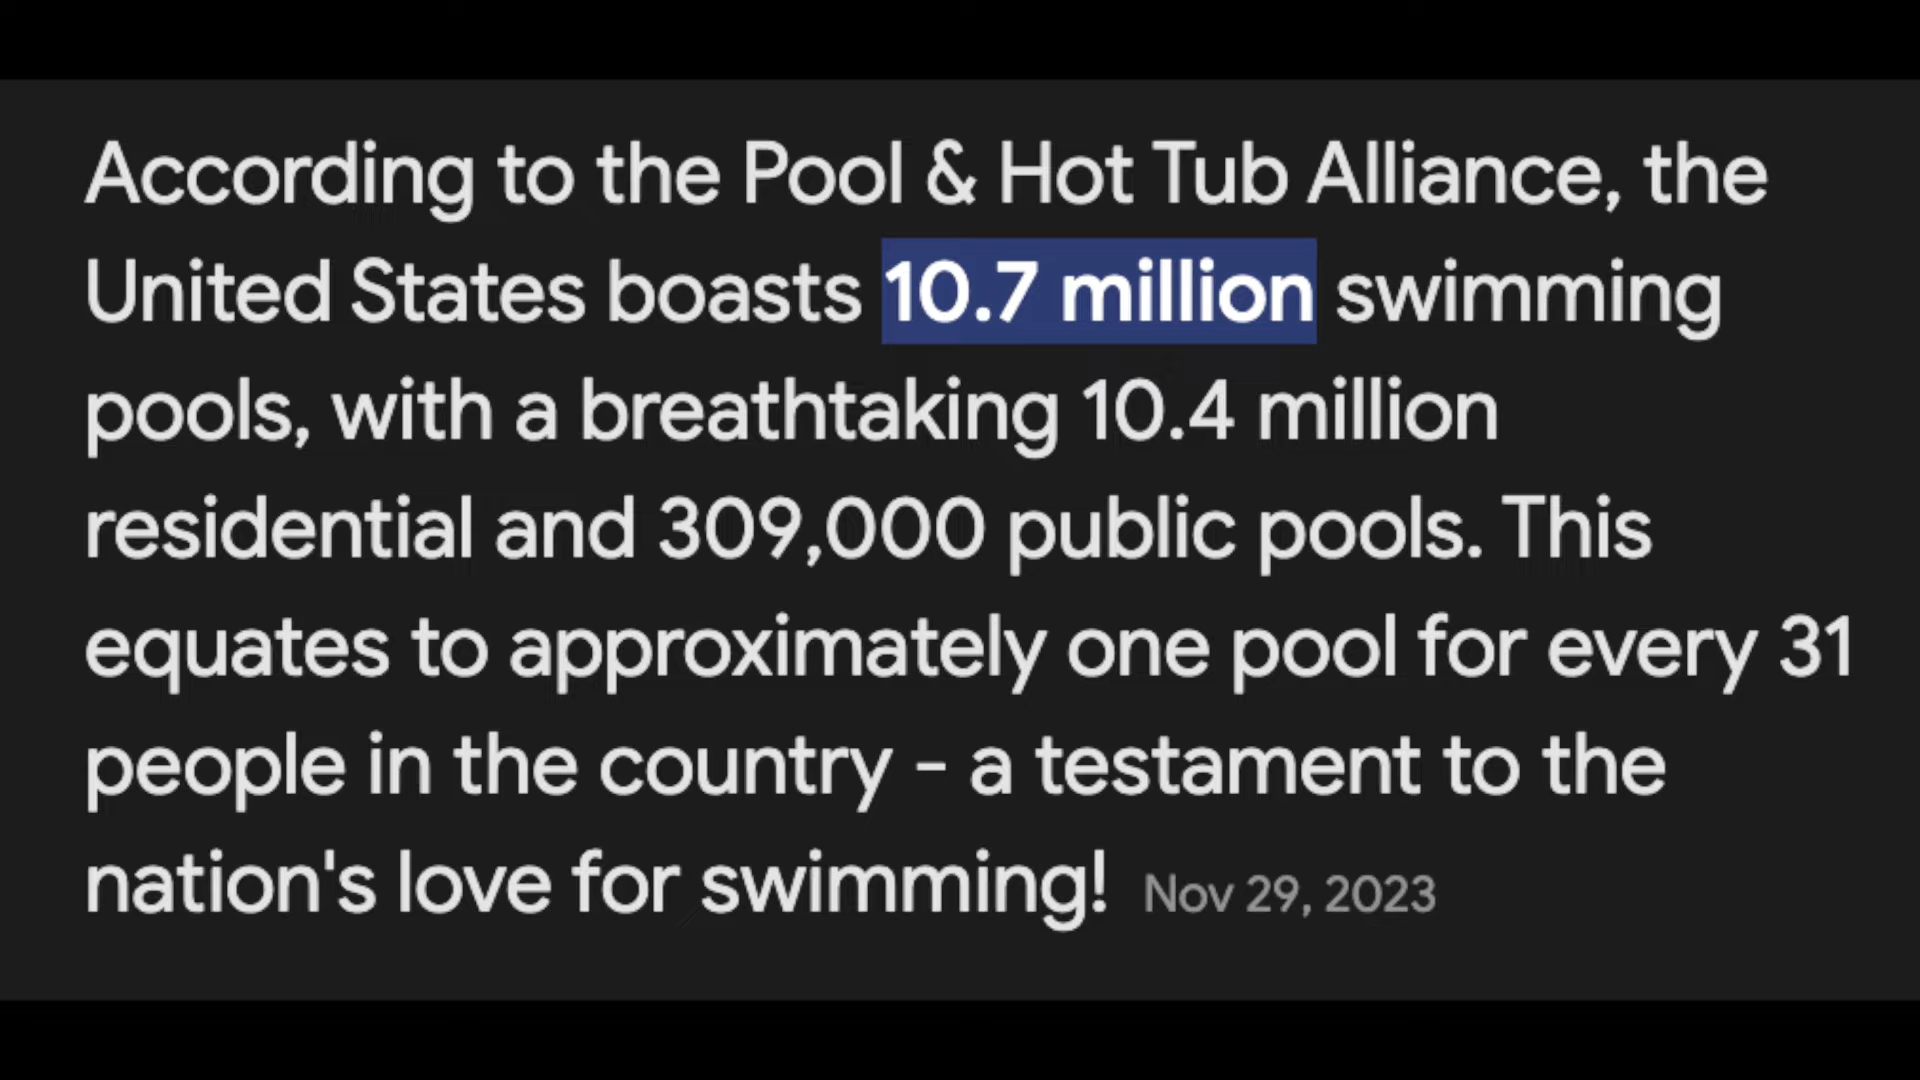 According to the Pool & Hot Tub Alliance, the
United States boasts 10.7 million swimming
pools, with a breathtaking 10.4 million
residential and 309,000 public pools. This
equates to approximately one pool for every 31
people in the country - a testament to the
nation's love for swimming! Nov 29, 2023